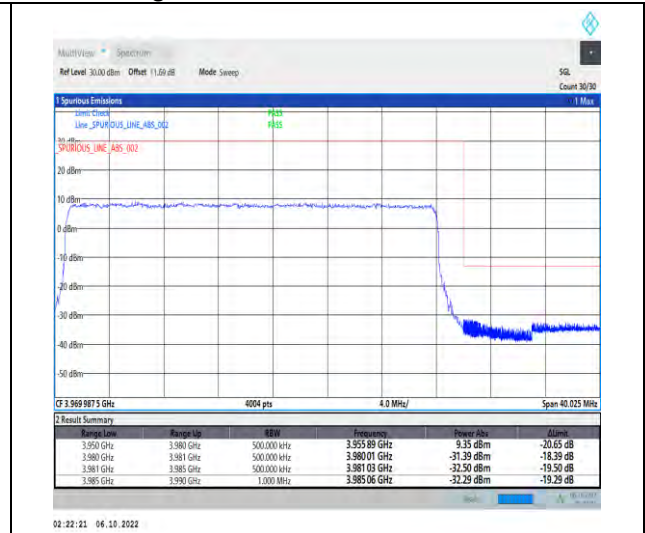 MultiView Spectrum
Ref Level 30.00 dBm Offset 11.69 dB Mode Sweep SGL
Count 30/30
1 Spurious Emissions 1 Max
Limit Check PASS
Line _SPURIOUS_LINE_ABS_002 PASS
30 dBm
_SPURIOUS_LINE_ABS_002
20 dBm
10 dBm
0 dBm
-10 dBm
-20 dBm
-30 dBm
-40 dBm
-50 dBm
CF 3.969 987 5 GHz 4004 pts 4.0 MHz/ Span 40.025 MHz
2 Result Summary
Range Low Range Up RBW Frequency Power Abs ΔLimit
3.950 GHz 3.980 GHz 500.000 kHz 3.955 89 GHz 9.35 dBm -20.65 dB
3.980 GHz 3.981 GHz 500.000 kHz 3.980 01 GHz -31.39 dBm -18.39 dB
3.981 GHz 3.985 GHz 500.000 kHz 3.981 03 GHz -32.50 dBm -19.50 dB
3.985 GHz 3.990 GHz 1.000 MHz 3.985 06 GHz -32.29 dBm -19.29 dB
02:22:21 06.10.2022